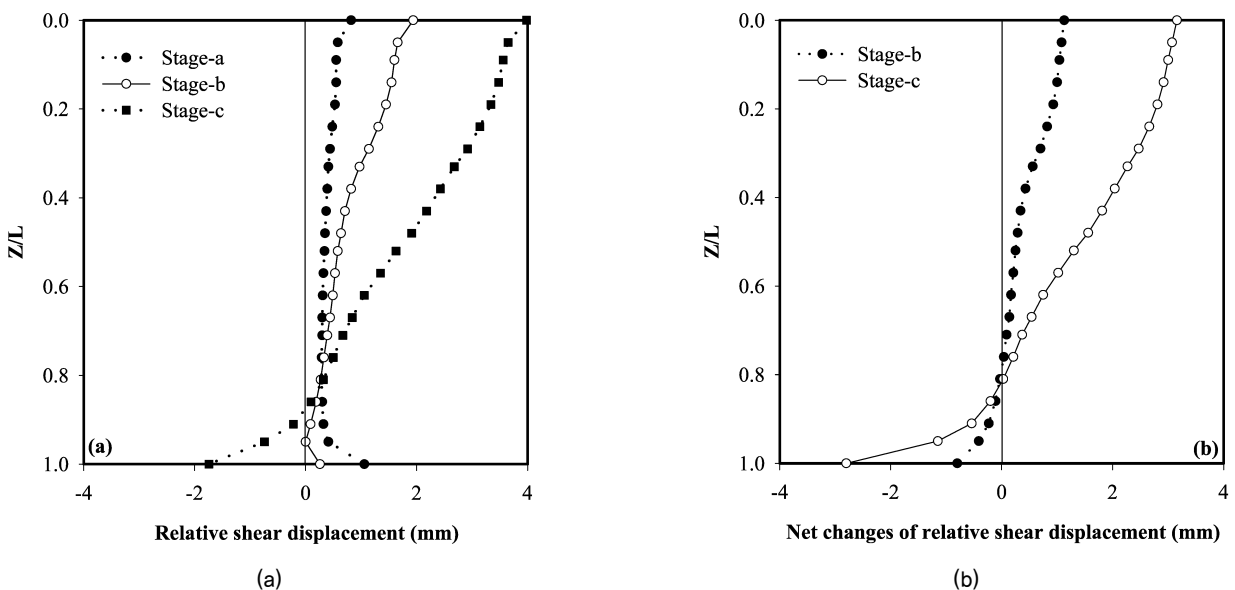 0.0
0.2
0.4
0.6
0.8
1.0
Z/L
Stage-a
Stage-b
Stage-c
(a)
-4
-2
0
2
4
Relative shear displacement (mm)
(a)
0.0
0.2
0.4
0.6
0.8
1.0
Z/L
Stage-b
Stage-c
(b)
-4
-2
0
2
4
Net changes of relative shear displacement (mm)
(b)